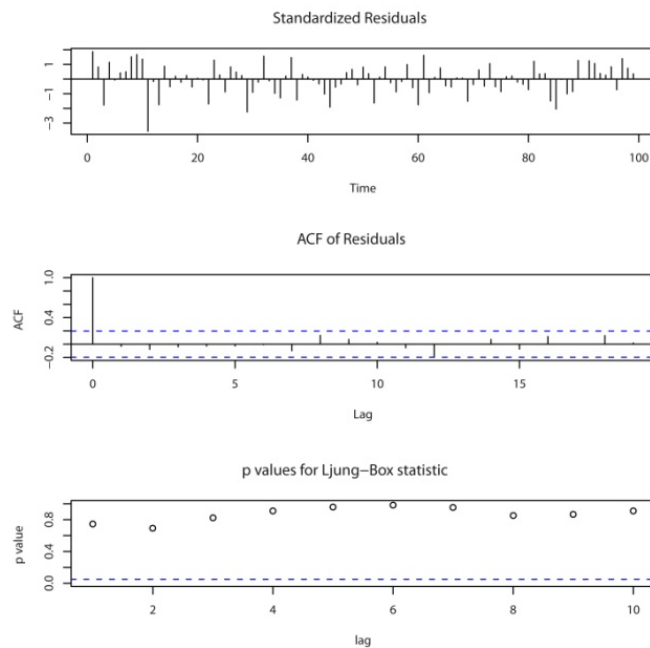 Standardized Residuals
1
-1
-3
0 20 40 60 80 100
Time
ACF of Residuals
ACF
1.0
0.4
-0.2
0 5 10 15
Lag
p values for Ljung-Box statistic
p value
0.8
0.4
0.0
2 4 6 8 10
lag